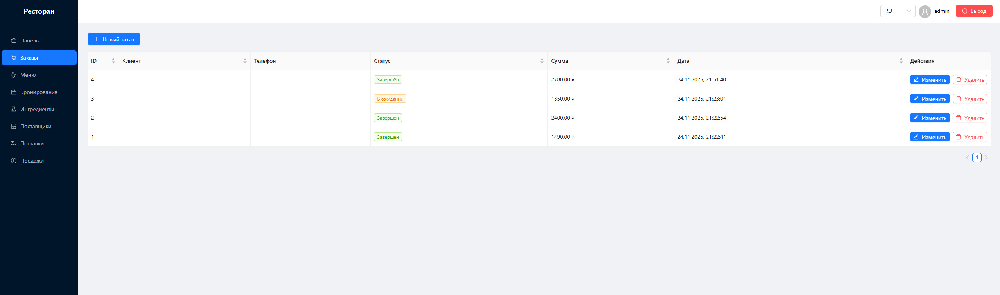 Ресторан
RU
admin
Выход
Панель
Заказы
Меню
Бронирования
Ингредиенты
Поставщики
Поставки
Продажи
Новый заказ
ID Клиент Телефон Статус Сумма Дата Действия
4 Завершён 2780.00 ₽ 24.11.2025, 21:51:40 Изменить Удалить
3 В ожидании 1350.00 ₽ 24.11.2025, 21:23:01 Изменить Удалить
2 Завершён 2400.00 ₽ 24.11.2025, 21:22:54 Изменить Удалить
1 Завершён 1490.00 ₽ 24.11.2025, 21:22:41 Изменить Удалить
1